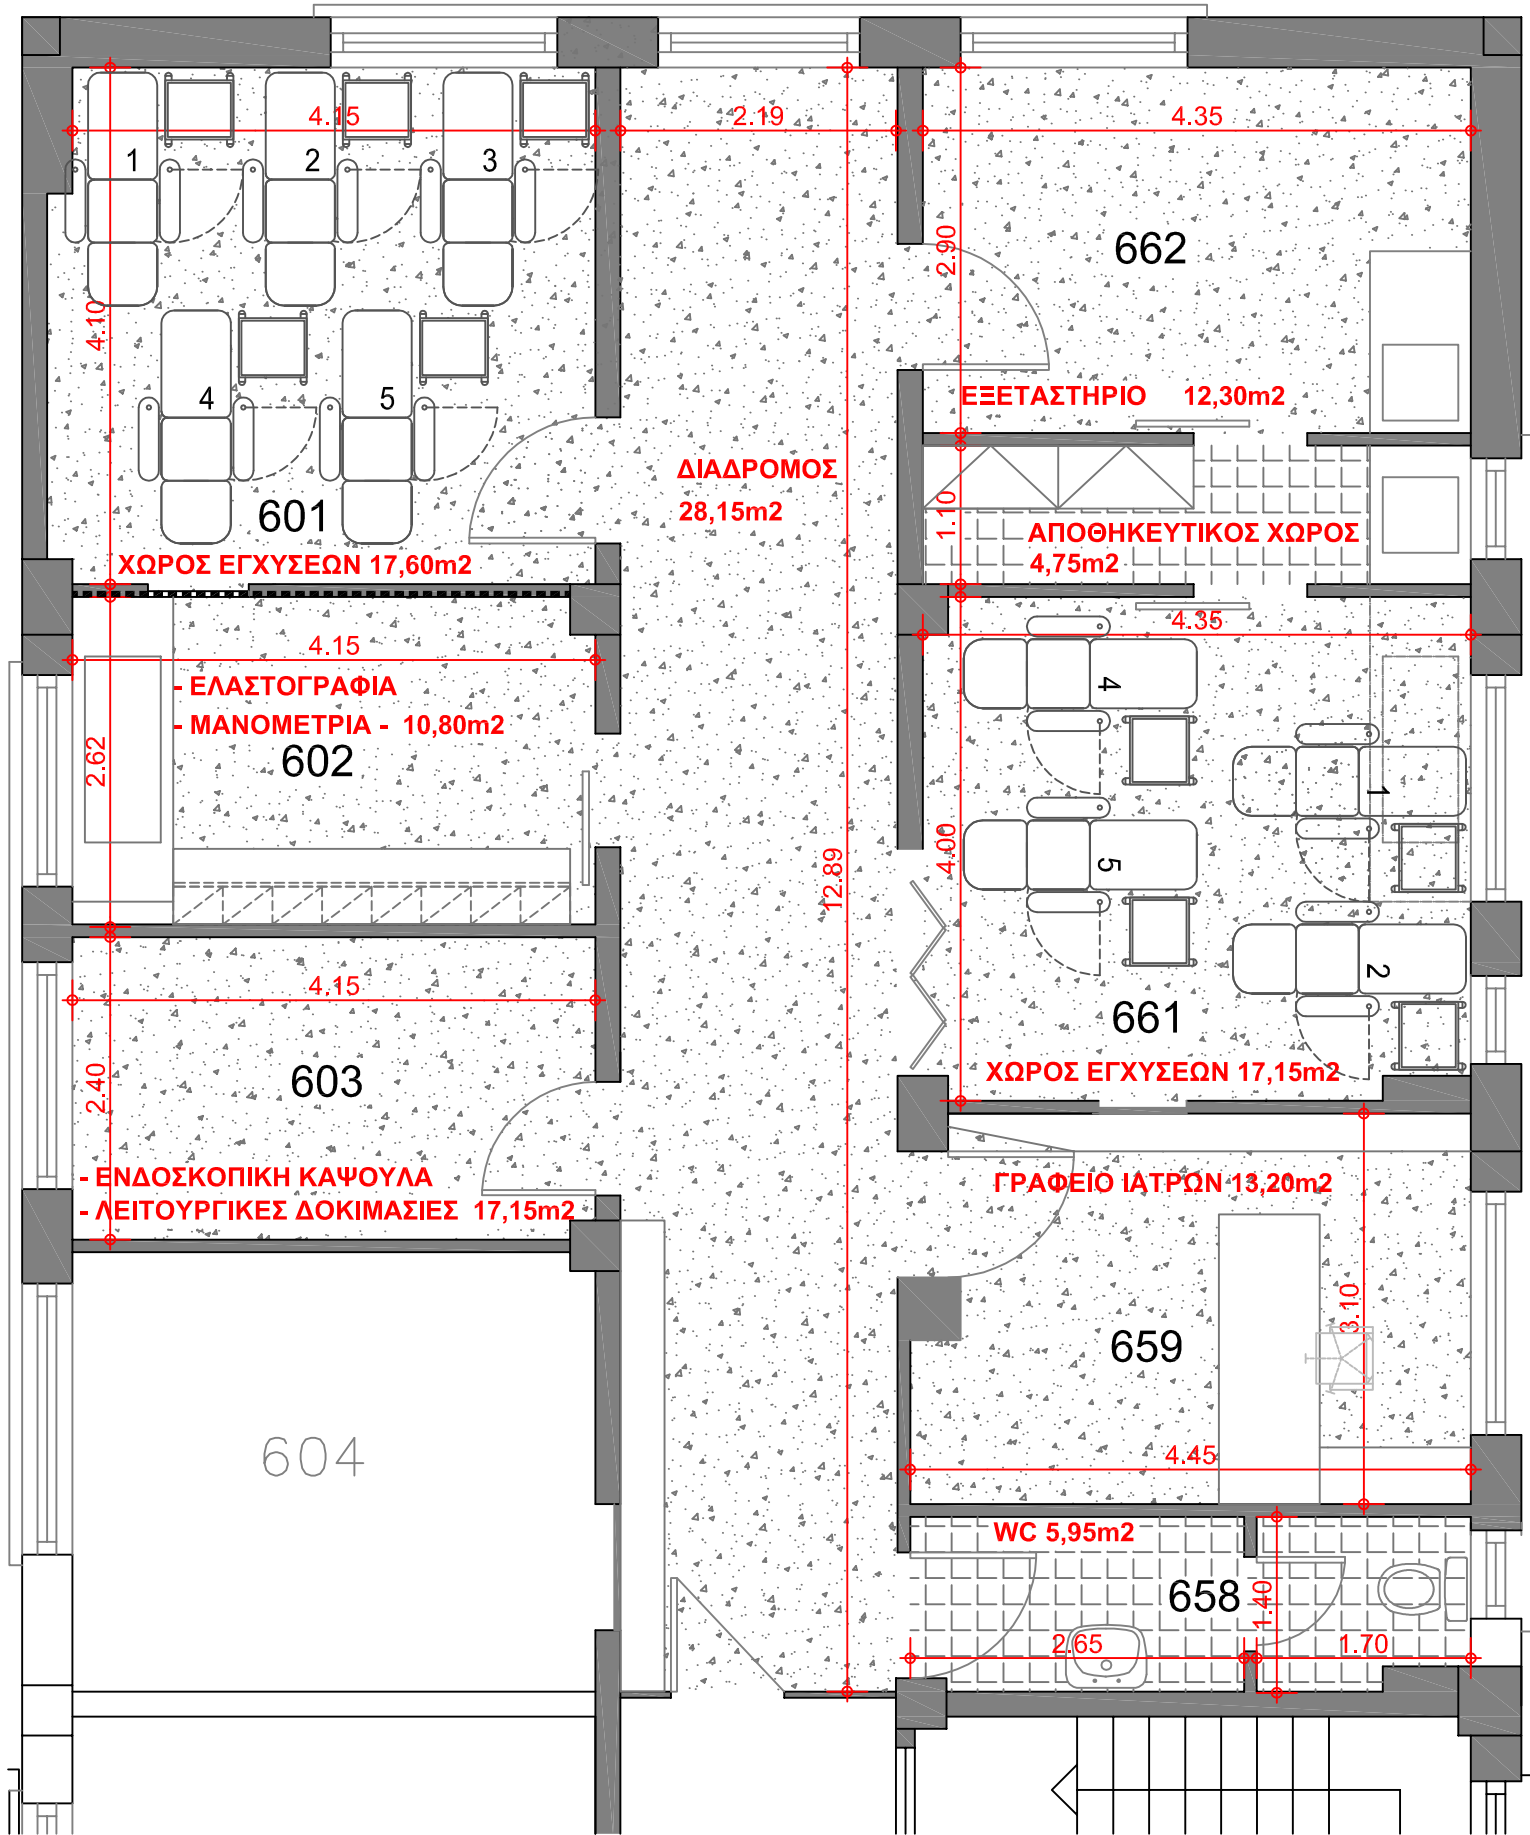 4.15
2.19
4.35
1
2
3
2.90
662
4.10
4
5
ΕΞΕΤΑΣΤΗΡΙΟ 12,30m2
ΔΙΑΔΡΟΜΟΣ
28,15m2
601
1.10
ΑΠΟΘΗΚΕΥΤΙΚΟΣ ΧΩΡΟΣ
4,75m2
ΧΩΡΟΣ ΕΓΧΥΣΕΩΝ 17,60m2
4.15
4.35
- ΕΛΑΣΤΟΓΡΑΦΙΑ
- ΜΑΝΟΜΕΤΡΙΑ - 10,80m2
602
2.62
4
1
5
4.00
12.89
2
4.15
661
603
2.40
ΧΩΡΟΣ ΕΓΧΥΣΕΩΝ 17,15m2
- ΕΝΔΟΣΚΟΠΙΚΗ ΚΑΨΟΥΛΑ
- ΛΕΙΤΟΥΡΓΙΚΕΣ ΔΟΚΙΜΑΣΙΕΣ 17,15m2
ΓΡΑΦΕΙΟ ΙΑΤΡΩΝ 13,20m2
3.10
659
604
4.45
WC 5,95m2
658
1.40
2.65
1.70